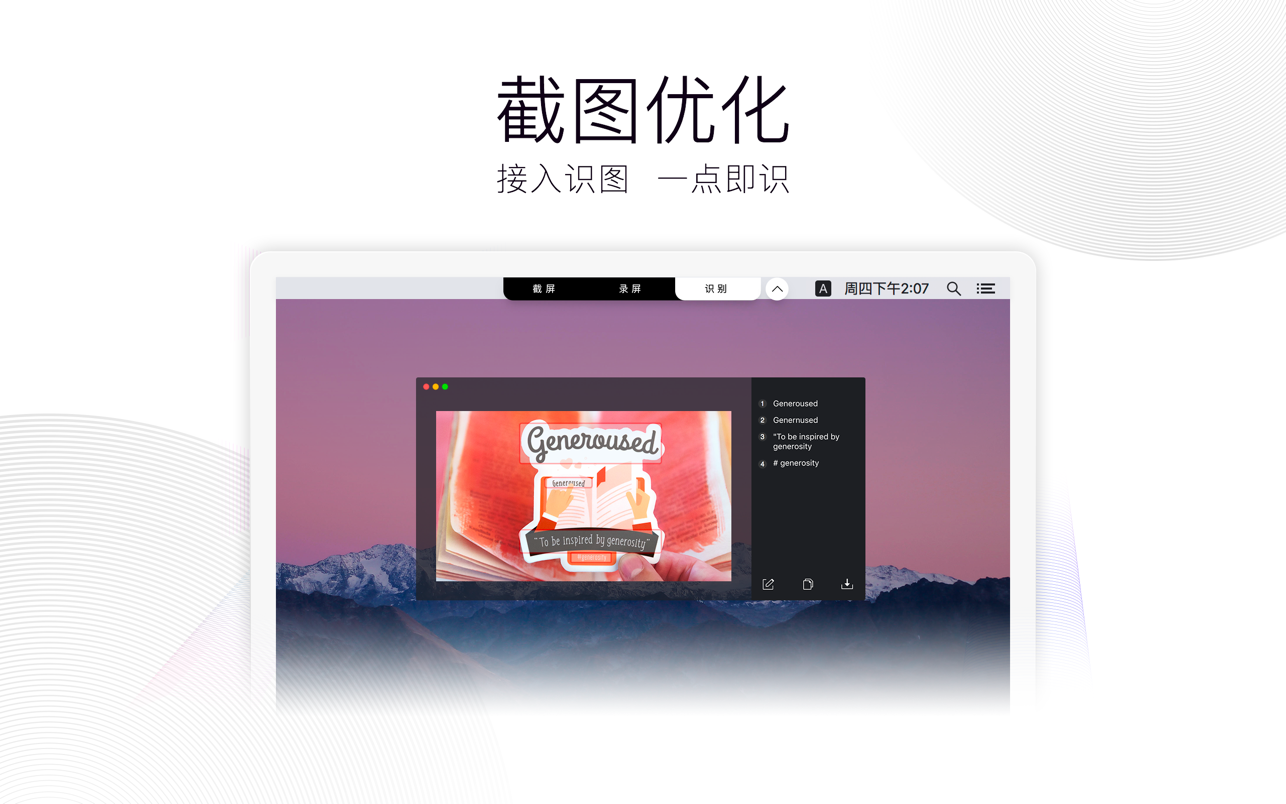 截图优化
接入识图 一点即识
截屏
录屏
识别
A
周四下午2:07
Generoused
Generoused
"To be inspired by generosity"
#generosity
1 Generoused
2 Genernused
3 "To be inspired by
generosity
4 # generosity